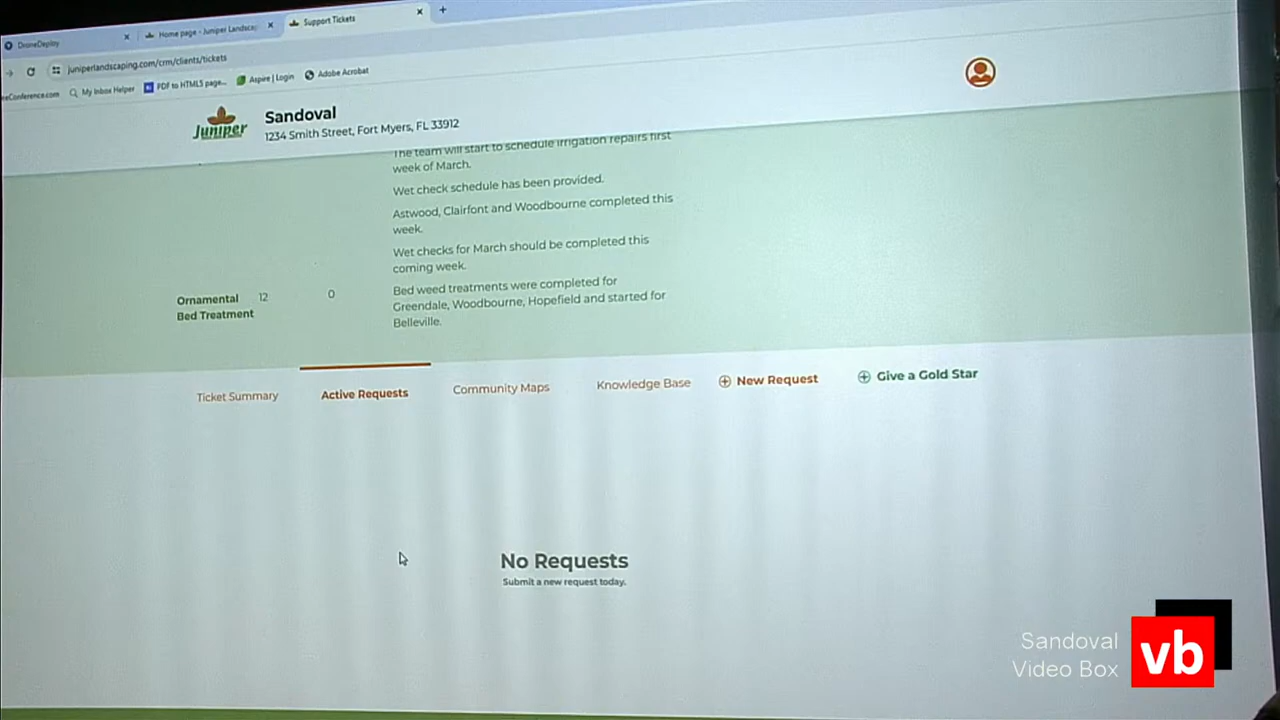 DroneDeploy
Home page - Juniper Landscap
Support Tickets
juniperlandscaping.com/crm/clients/tickets
neConference.com
My Inbox Helper
PDF to HTML5 page...
Aspire | Login
Adobe Acrobat
Juniper
Sandoval
1234 Smith Street, Fort Myers, FL 33912
The team will start to schedule irrigation repairs first
week of March.
Wet check schedule has been provided.
Astwood, Clairfont and Woodbourne completed this
week.
Wet checks for March should be completed this
coming week.
Ornamental
Bed Treatment
12
0
Bed weed treatments were completed for
Greendale, Woodbourne, Hopefield and started for
Belleville.
Ticket Summary
Active Requests
Community Maps
Knowledge Base
New Request
Give a Gold Star
No Requests
Submit a new request today.
Sandoval
Video Box
vb